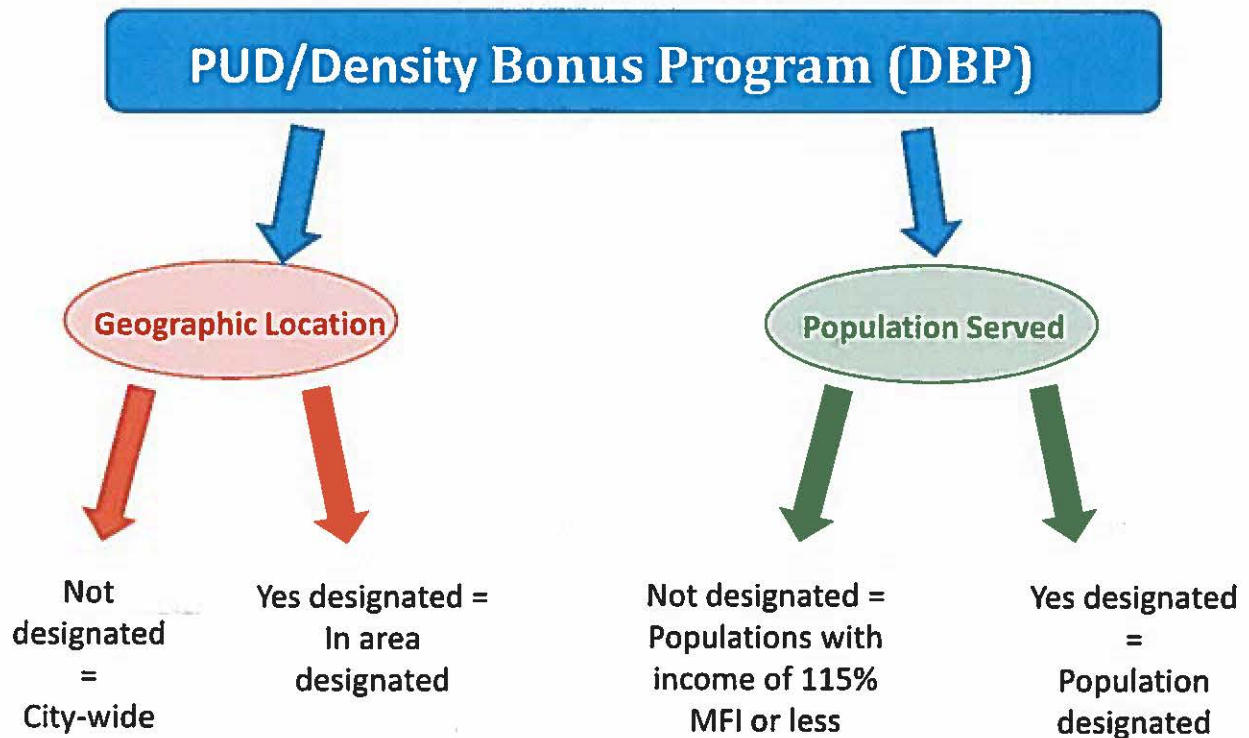 PUD/Density Bonus Program (DBP)
Geographic Location
Population Served
Not
designated
=
City-wide
Yes designated =
In area
designated
Not designated =
Populations with
income of 115%
MFI or less
Yes designated
=
Population
designated